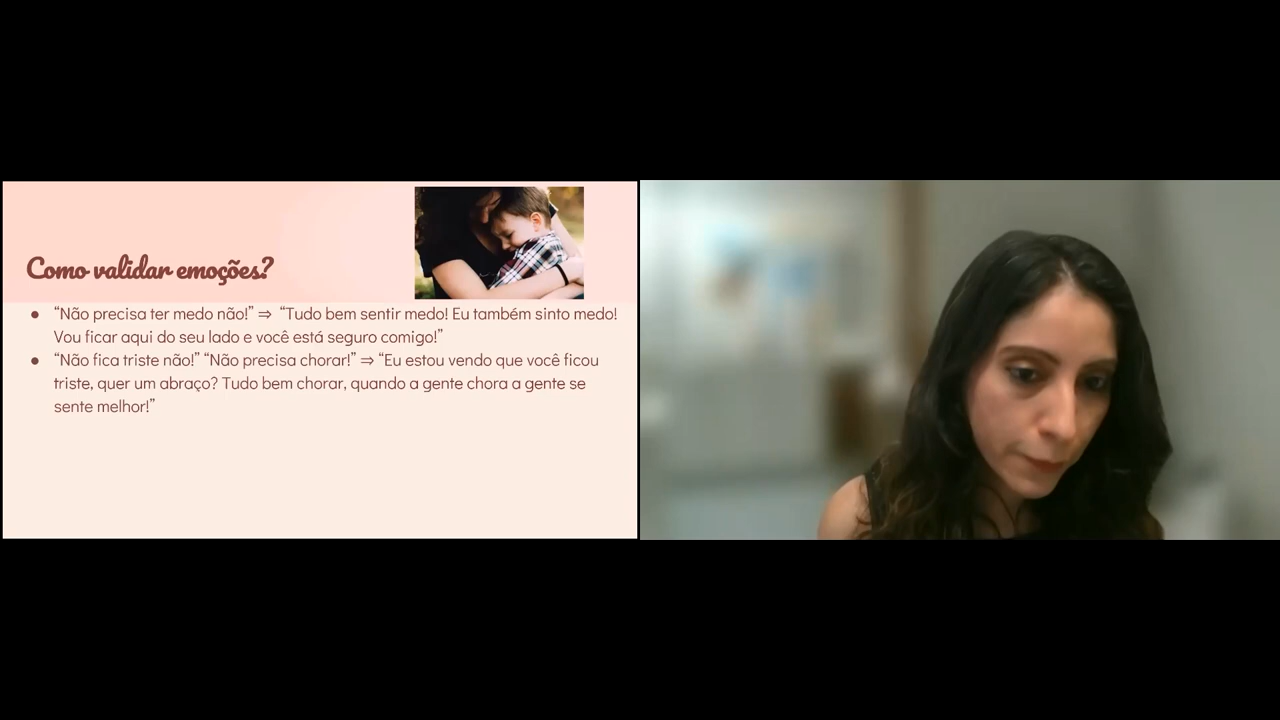 Como validar emoções?
● “Não precisa ter medo não!” ⇒ “Tudo bem sentir medo! Eu também sinto medo!
Vou ficar aqui do seu lado e você está seguro comigo!”
● “Não fica triste não!” “Não precisa chorar!” ⇒ “Eu estou vendo que você ficou
triste, quer um abraço? Tudo bem chorar, quando a gente chora a gente se
sente melhor!”